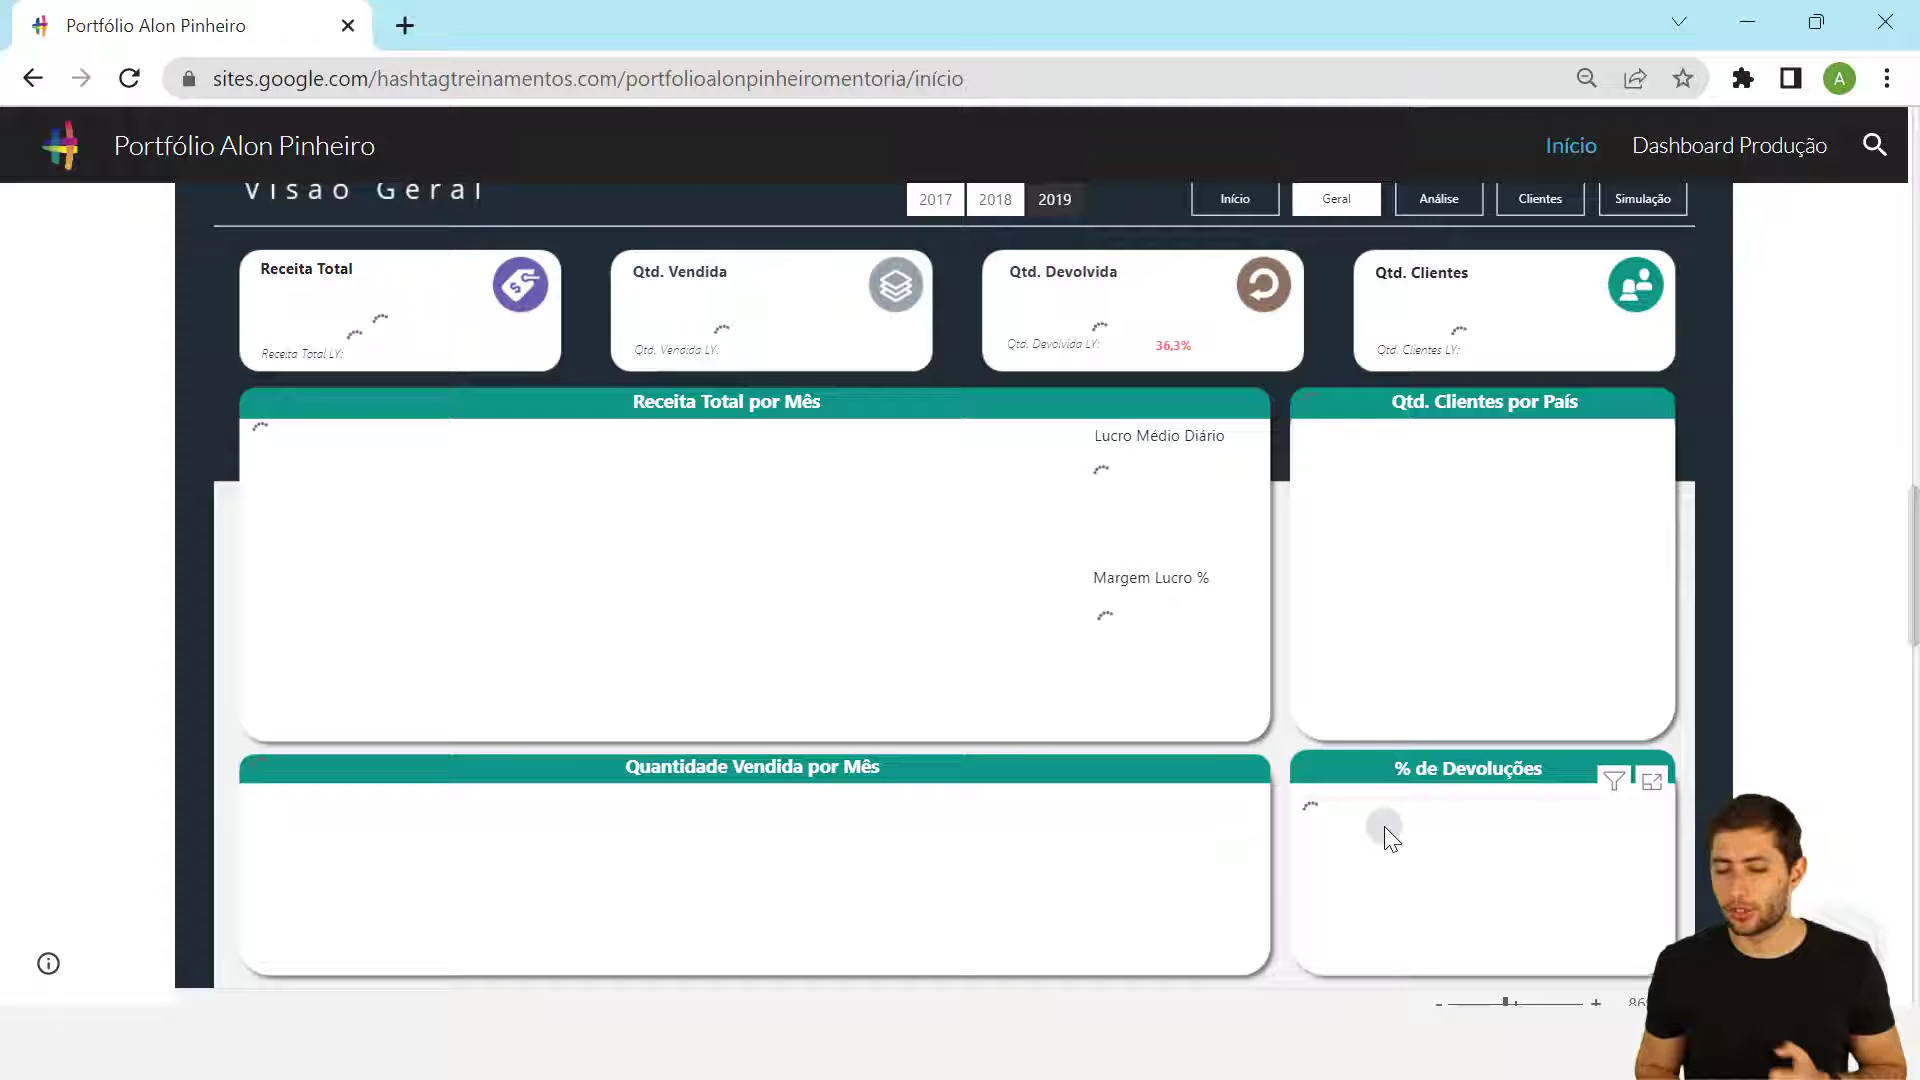 Portfólio Alon Pinheiro
sites.google.com/hashtagtreinamentos.com/portfolioalonpinheiromentoria/início
A
Portfólio Alon Pinheiro
Início
Dashboard Produção
Visão Geral
2017
2018
2019
Início
Geral
Análise
Clientes
Simulação
Receita Total
Receita Total LY:
Qtd. Vendida
Qtd. Vendida LY:
Qtd. Devolvida
Qtd. Devolvida LY:
36,3%
Qtd. Clientes
Qtd. Clientes LY:
Receita Total por Mês
Lucro Médio Diário
Margem Lucro %
Qtd. Clientes por País
Quantidade Vendida por Mês
% de Devoluções